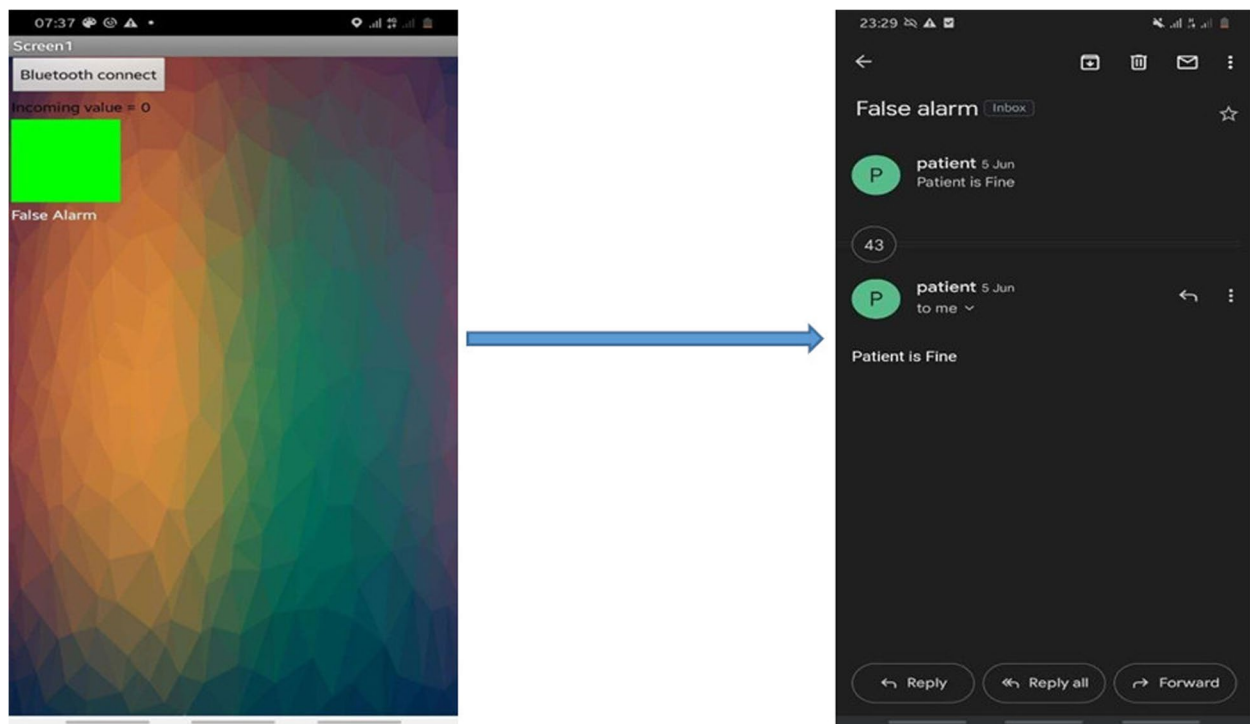 07:37
Screen1
Bluetooth connect
Incoming value = 0
False Alarm
23:29
False alarm Inbox
P patient 5 Jun
Patient is Fine
43
P patient 5 Jun
to me
Patient is Fine
Reply Reply all Forward